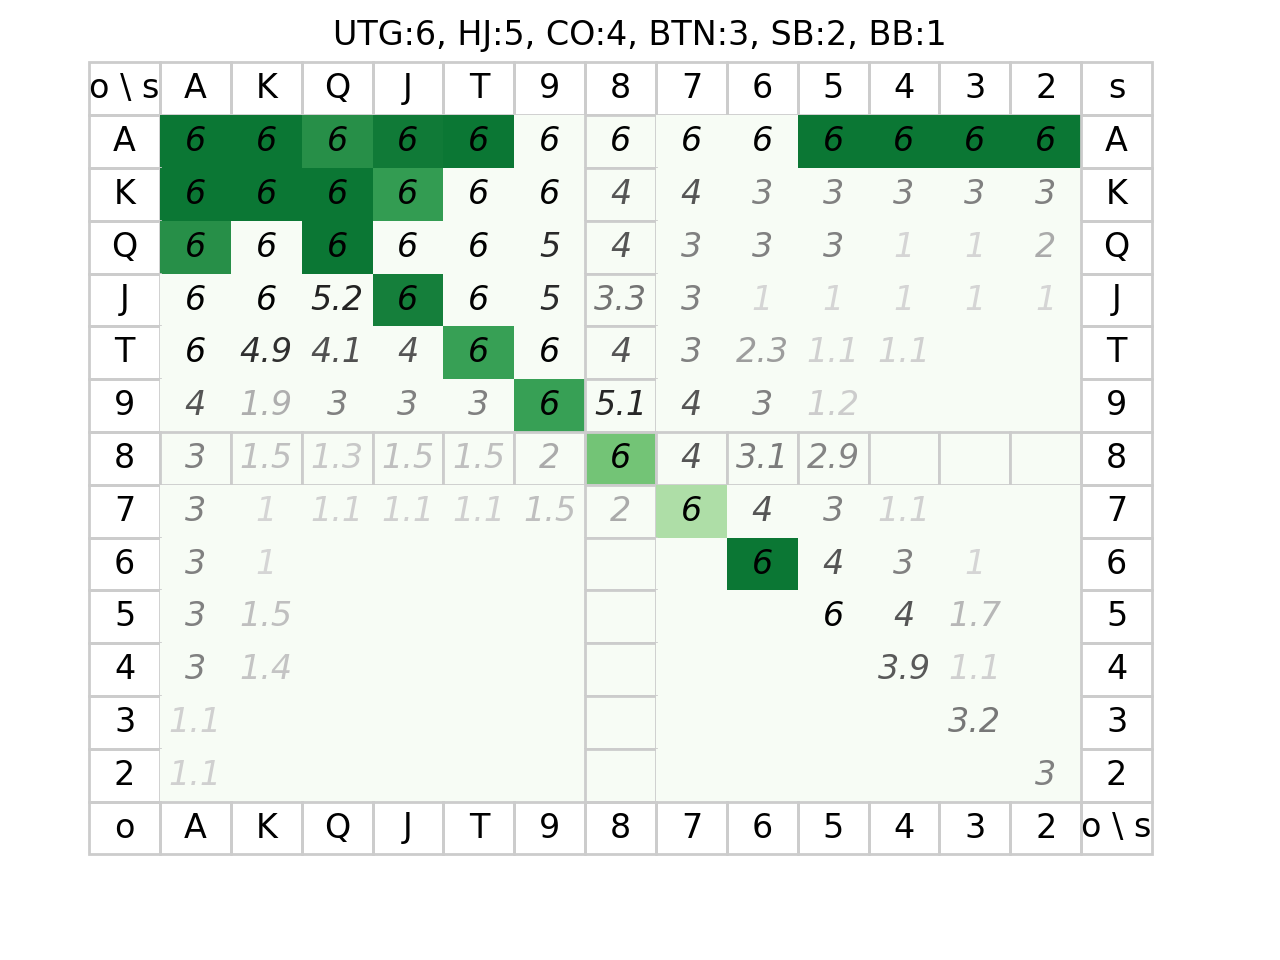 UTG:6, HJ:5, CO:4, BTN:3, SB:2, BB:1
o \ s A K Q J T 9 8 7 6 5 4 3 2 s
A 6 6 6 6 6 6 6 6 6 6 6 6 6 A
K 6 6 6 6 6 6 4 4 3 3 3 3 3 K
Q 6 6 6 6 6 5 4 3 3 3 1 1 2 Q
J 6 6 5.2 6 6 5 3.3 3 1 1 1 1 1 J
T 6 4.9 4.1 4 6 6 4 3 2.3 1.1 1.1 T
9 4 1.9 3 3 3 6 5.1 4 3 1.2 9
8 3 1.5 1.3 1.5 1.5 2 6 4 3.1 2.9 8
7 3 1 1.1 1.1 1.1 1.5 2 6 4 3 1.1 7
6 3 1 6 4 3 1 6
5 3 1.5 6 4 1.7 5
4 3 1.4 3.9 1.1 4
3 1.1 3.2 3
2 1.1 3 2
o A K Q J T 9 8 7 6 5 4 3 2 o \ s